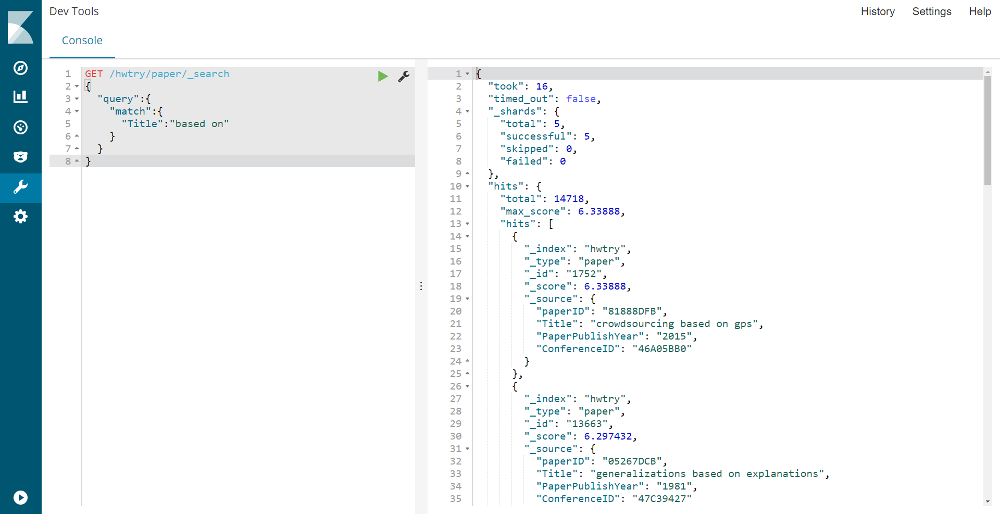 Dev Tools
History Settings Help
Console
1 GET /hwtry/paper/_search
2 {
3 "query":{
4 "match":{
5 "Title":"based on"
6 }
7 }
8 }
1 {
2 "took": 16,
3 "timed_out": false,
4 "_shards": {
5 "total": 5,
6 "successful": 5,
7 "skipped": 0,
8 "failed": 0
9 },
10 "hits": {
11 "total": 14718,
12 "max_score": 6.33888,
13 "hits": [
14 {
15 "_index": "hwtry",
16 "_type": "paper",
17 "_id": "1752",
18 "_score": 6.33888,
19 "_source": {
20 "paperID": "81888DFB",
21 "Title": "crowdsourcing based on gps",
22 "PaperPublishYear": "2015",
23 "ConferenceID": "46A05BB0"
24 }
25 },
26 {
27 "_index": "hwtry",
28 "_type": "paper",
29 "_id": "13663",
30 "_score": 6.297432,
31 "_source": {
32 "paperID": "05267DCB",
33 "Title": "generalizations based on explanations",
34 "PaperPublishYear": "1981",
35 "ConferenceID": "47C39427"